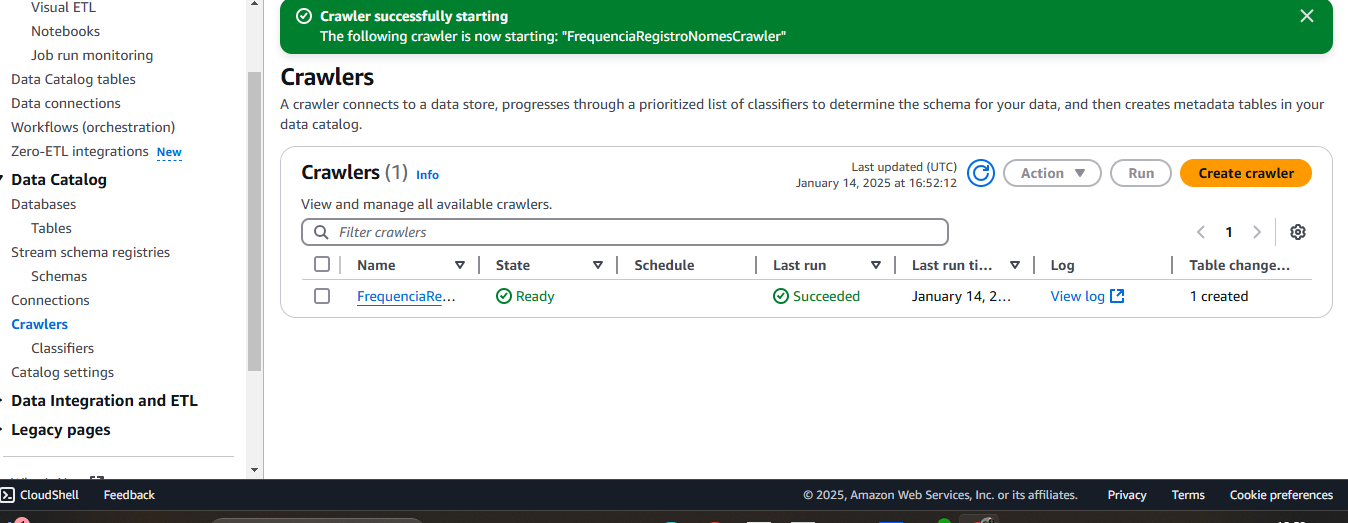 Visual ETL
Notebooks
Job run monitoring
Data Catalog tables
Data connections
Workflows (orchestration)
Zero-ETL integrations New
Data Catalog
Databases
Tables
Stream schema registries
Schemas
Connections
Crawlers
Classifiers
Catalog settings
Data Integration and ETL
Legacy pages
Crawler successfully starting
The following crawler is now starting: "FrequenciaRegistroNomesCrawler"
Crawlers
A crawler connects to a data store, progresses through a prioritized list of classifiers to determine the schema for your data, and then creates metadata tables in your
data catalog.
Crawlers (1) Info
Last updated (UTC)
January 14, 2025 at 16:52:12
Action
Run
Create crawler
View and manage all available crawlers.
Filter crawlers
1
Name State Schedule Last run Last run ti... Log Table change...
FrequenciaRe... Ready Succeeded January 14, 2... View log 1 created
CloudShell Feedback © 2025, Amazon Web Services, Inc. or its affiliates. Privacy Terms Cookie preferences